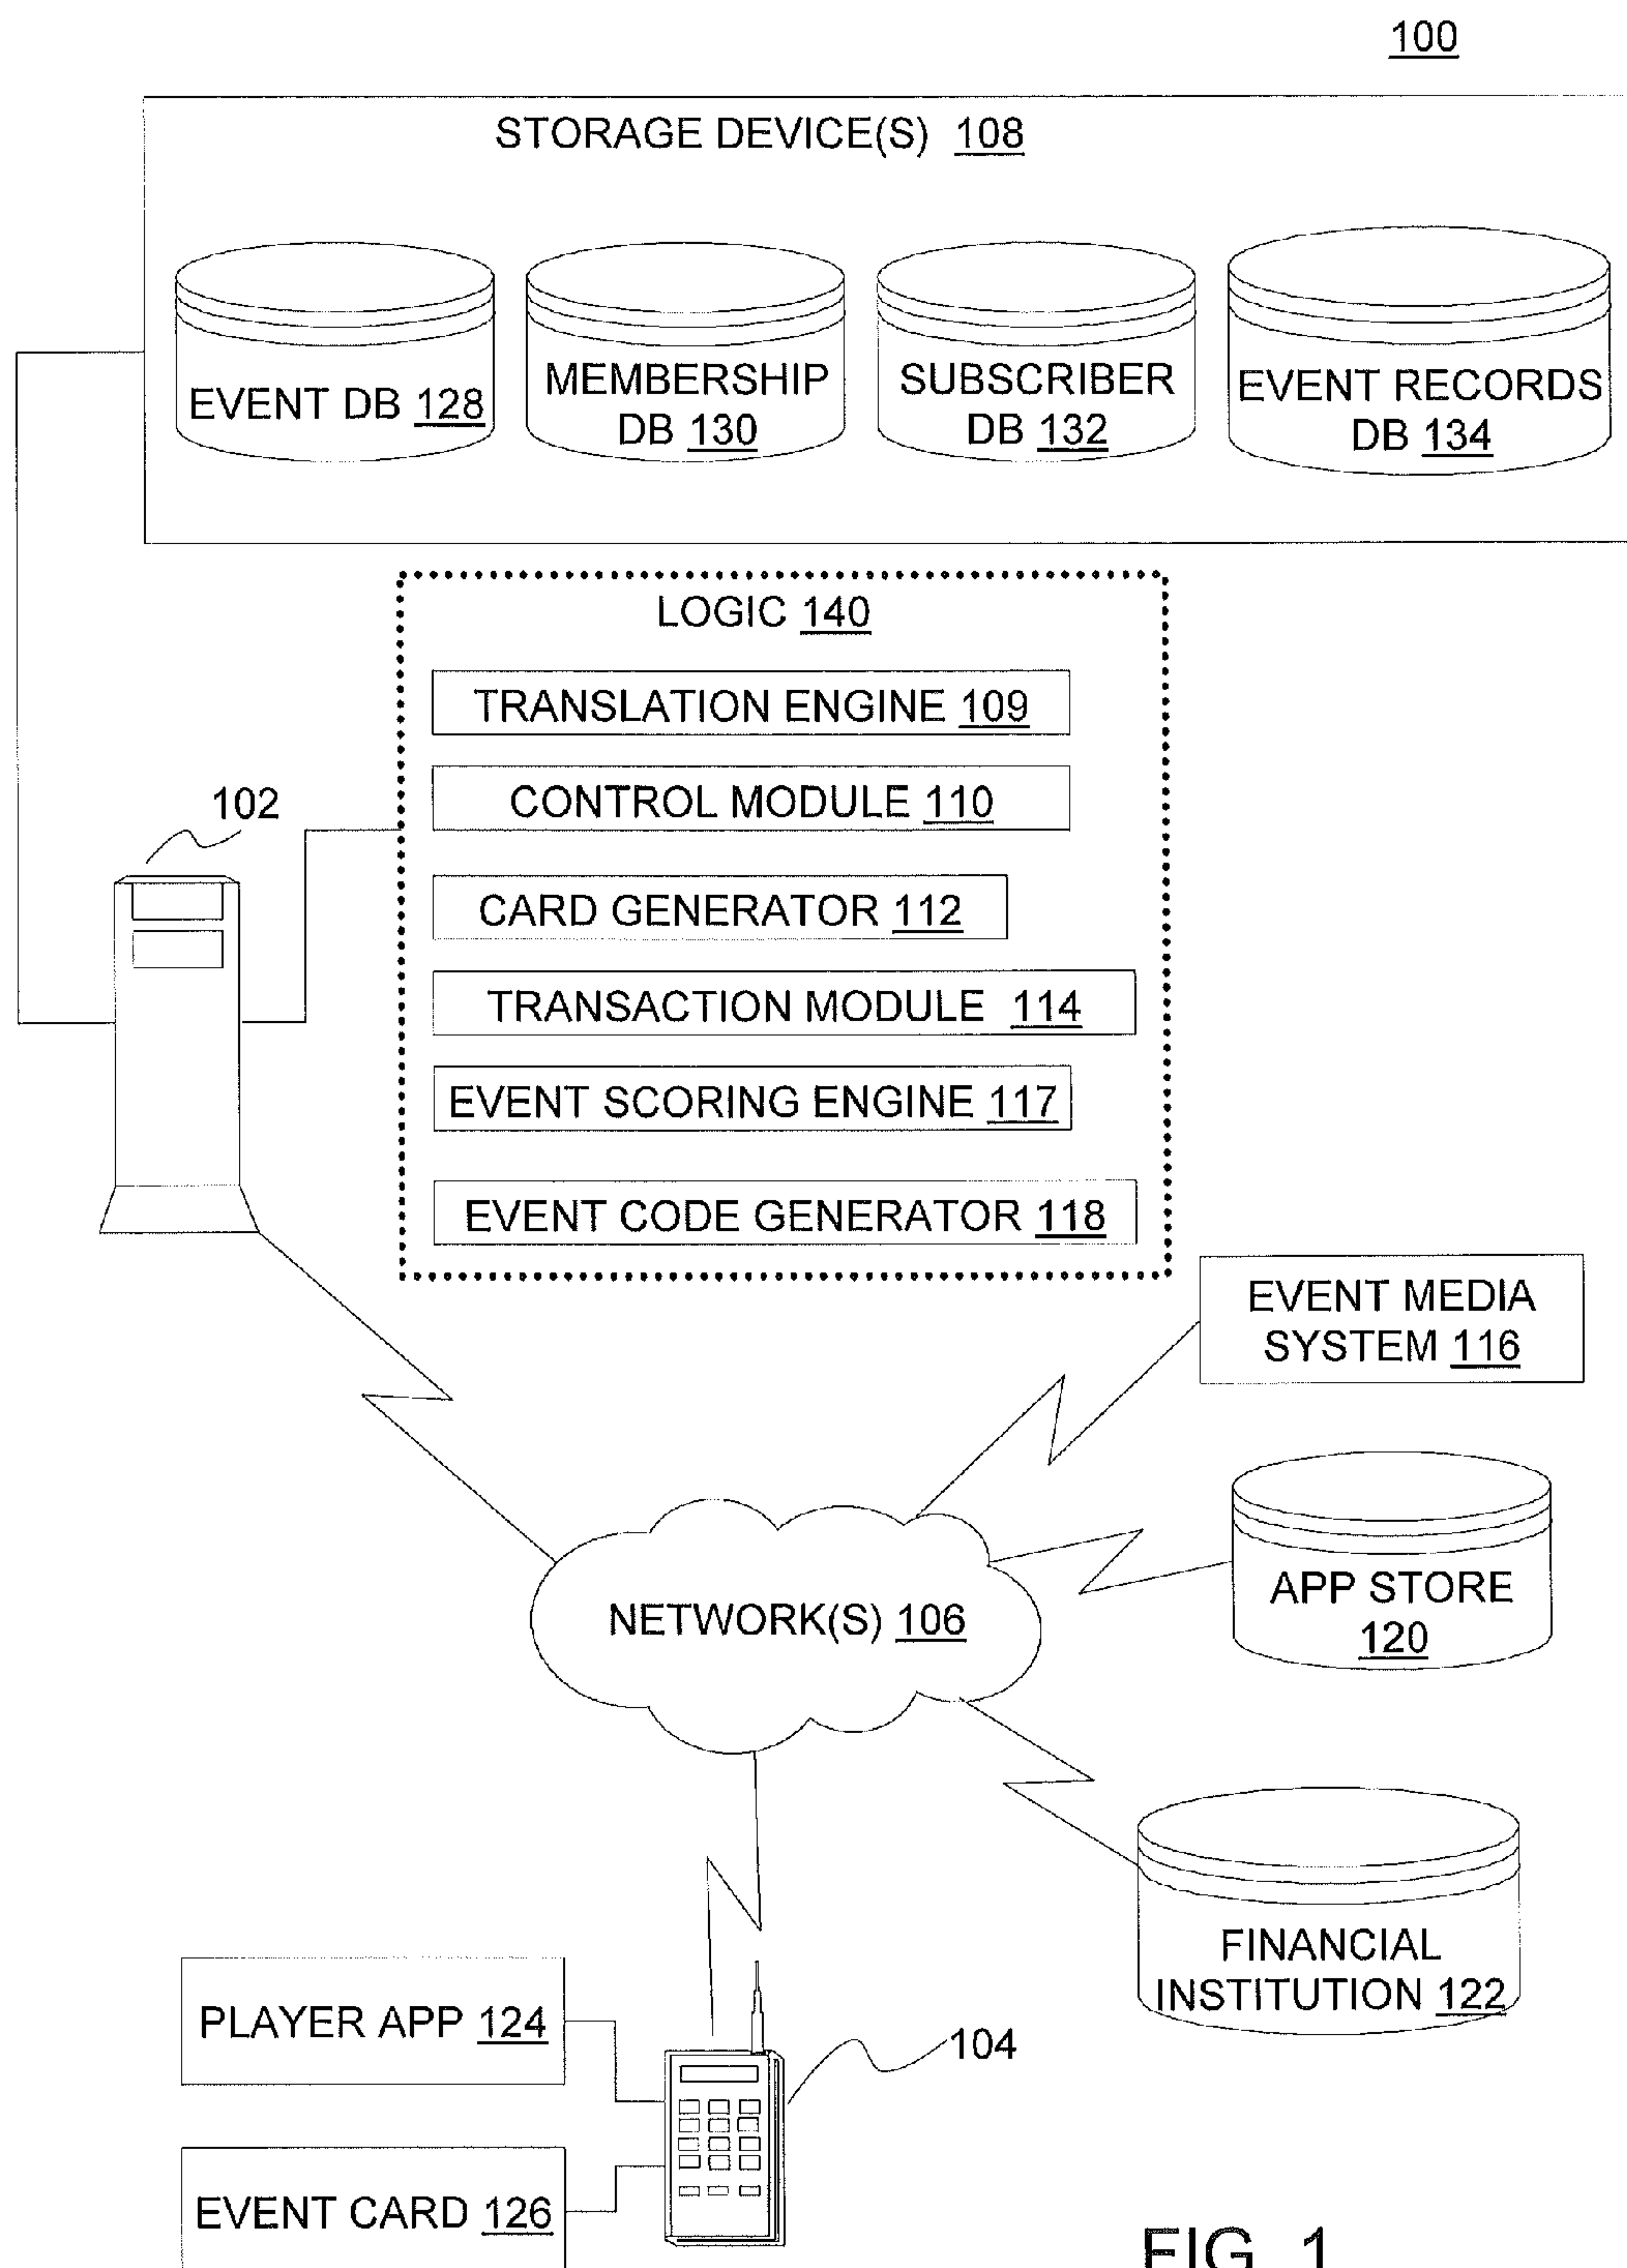 100
STORAGE DEVICE(S) 108
EVENT DB 128
MEMBERSHIP
DB 130
SUBSCRIBER
DB 132
EVENT RECORDS
DB 134
LOGIC 140
TRANSLATION ENGINE 109
CONTROL MODULE 110
CARD GENERATOR 112
TRANSACTION MODULE 114
EVENT SCORING ENGINE 117
EVENT CODE GENERATOR 118
102
EVENT MEDIA
SYSTEM 116
APP STORE
120
NETWORK(S) 106
FINANCIAL
INSTITUTION 122
PLAYER APP 124
104
EVENT CARD 126
FIG. 1